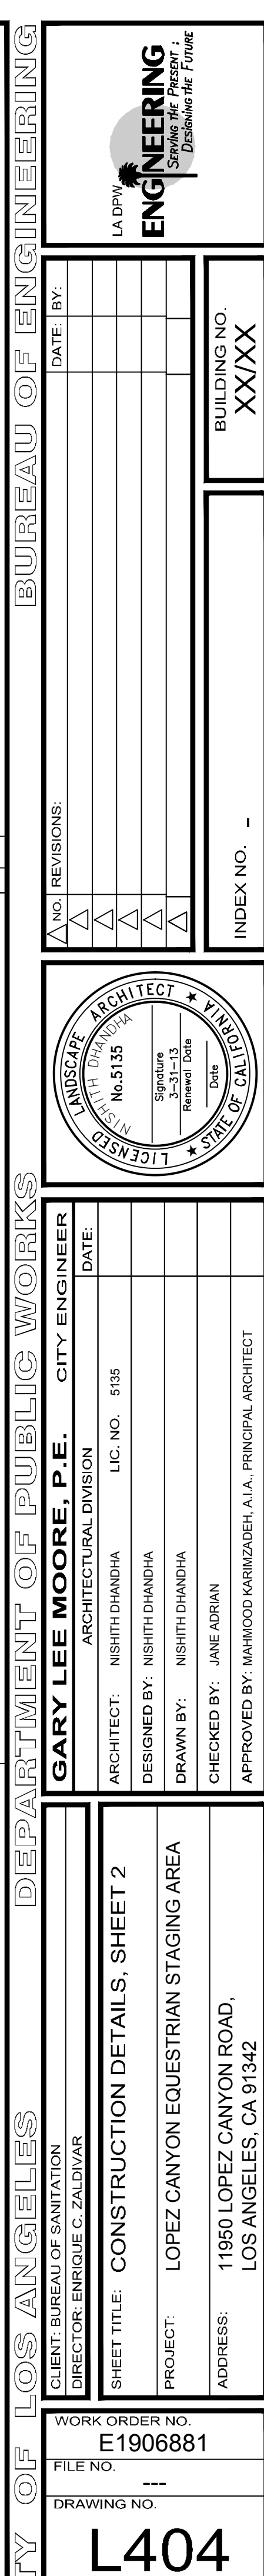 TY OF LOS ANGELES DEPARTMENT OF PUBLIC WORKS BUREAU OF ENGINEERING
LA DPW
ENGINEERING
SERVING THE PRESENT ;
DESIGNING THE FUTURE
NO. REVISIONS: DATE: BY:
BUILDING NO.
XX/XX
INDEX NO. -
LICENSED LANDSCAPE ARCHITECT
STATE OF CALIFORNIA
NISHITH DHANDHA
No.5135
Signature
3-31-13
Renewal Date
Date
GARY LEE MOORE, P.E. CITY ENGINEER
ARCHITECTURAL DIVISION DATE:
ARCHITECT: NISHITH DHANDHA LIC. NO. 5135
DESIGNED BY: NISHITH DHANDHA
DRAWN BY: NISHITH DHANDHA
CHECKED BY: JANE ADRIAN
APPROVED BY: MAHMOOD KARIMZADEH, A.I.A., PRINCIPAL ARCHITECT
CLIENT: BUREAU OF SANITATION
DIRECTOR: ENRIQUE C. ZALDIVAR
SHEET TITLE: CONSTRUCTION DETAILS, SHEET 2
PROJECT: LOPEZ CANYON EQUESTRIAN STAGING AREA
ADDRESS: 11950 LOPEZ CANYON ROAD,
LOS ANGELES, CA 91342
WORK ORDER NO.
E1906881
FILE NO.
---
DRAWING NO.
L404